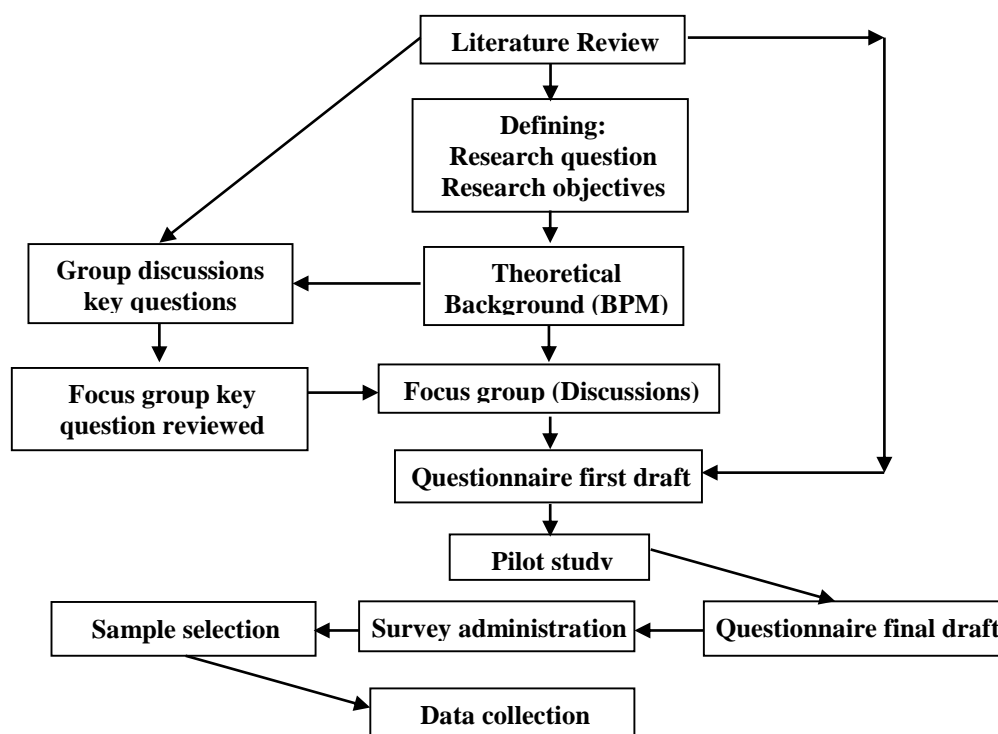 Literature Review
Defining:
Research question
Research objectives
Group discussions
key questions
Theoretical
Background (BPM)
Focus group key
question reviewed
Focus group (Discussions)
Questionnaire first draft
Pilot study
Sample selection
Survey administration
Questionnaire final draft
Data collection